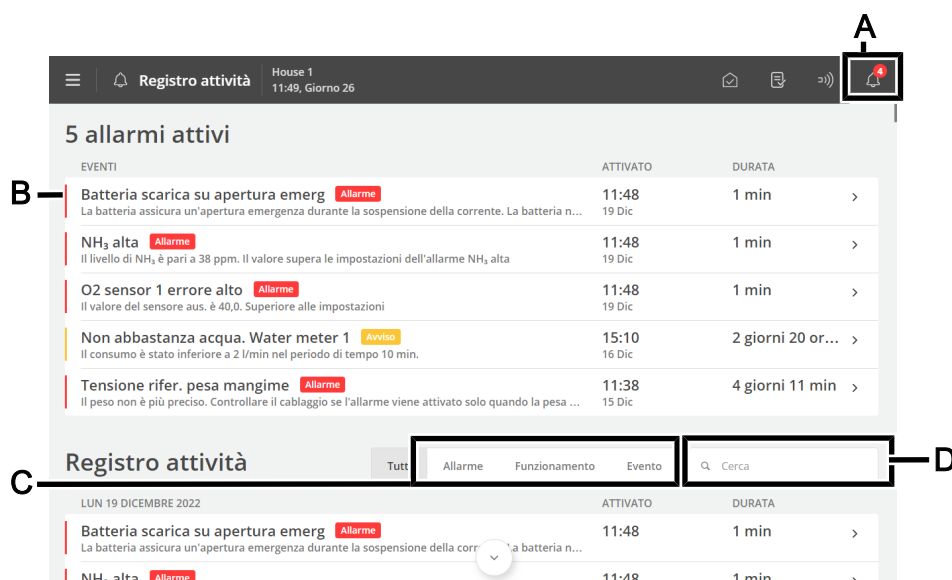 A
4
Registro attività
House 1
11:49, Giorno 26
5 allarmi attivi
EVENTI ATTIVATO DURATA
B
Batteria scarica su apertura emerg Allarme 11:48 1 min
La batteria assicura un'apertura emergenza durante la sospensione della corrente. La batteria n... 19 Dic
NH₃ alta Allarme 11:48 1 min
Il livello di NH₃ è pari a 38 ppm. Il valore supera le impostazioni dell'allarme NH₃ alta 19 Dic
O2 sensor 1 errore alto Allarme 11:48 1 min
Il valore del sensore aus. è 40,0. Superiore alle impostazioni 19 Dic
Non abbastanza acqua. Water meter 1 Avviso 15:10 2 giorni 20 or...
Il consumo è stato inferiore a 2 l/min nel periodo di tempo 10 min. 16 Dic
Tensione rifer. pesa mangime Allarme 11:38 4 giorni 11 min
Il peso non è più preciso. Controllare il cablaggio se l'allarme viene attivato solo quando la pesa ... 15 Dic
Registro attività Tutt Allarme Funzionamento Evento Cerca
D
C
LUN 19 DICEMBRE 2022 ATTIVATO DURATA
Batteria scarica su apertura emerg Allarme 11:48 1 min
La batteria assicura un'apertura emergenza durante la sospensione della corr a batteria n...
NH₃ alta Allarme 11:48 1 min